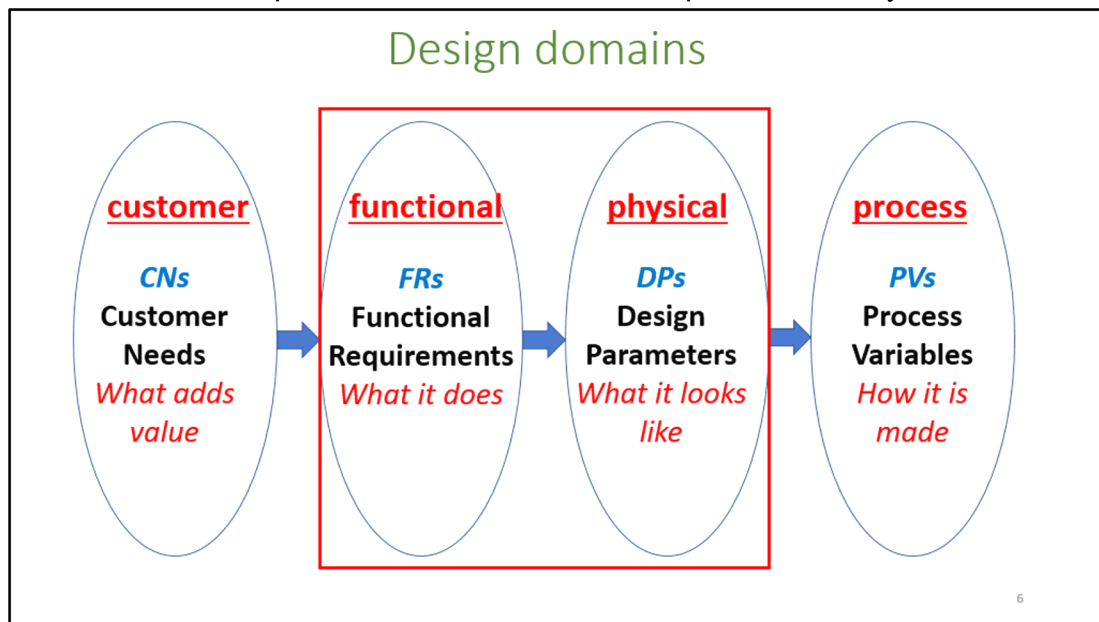 Design domains
customer
CNs
Customer
Needs
What adds
value
functional
FRs
Functional
Requirements
What it does
physical
DPs
Design
Parameters
What it looks
like
process
PVs
Process
Variables
How it is
made
6